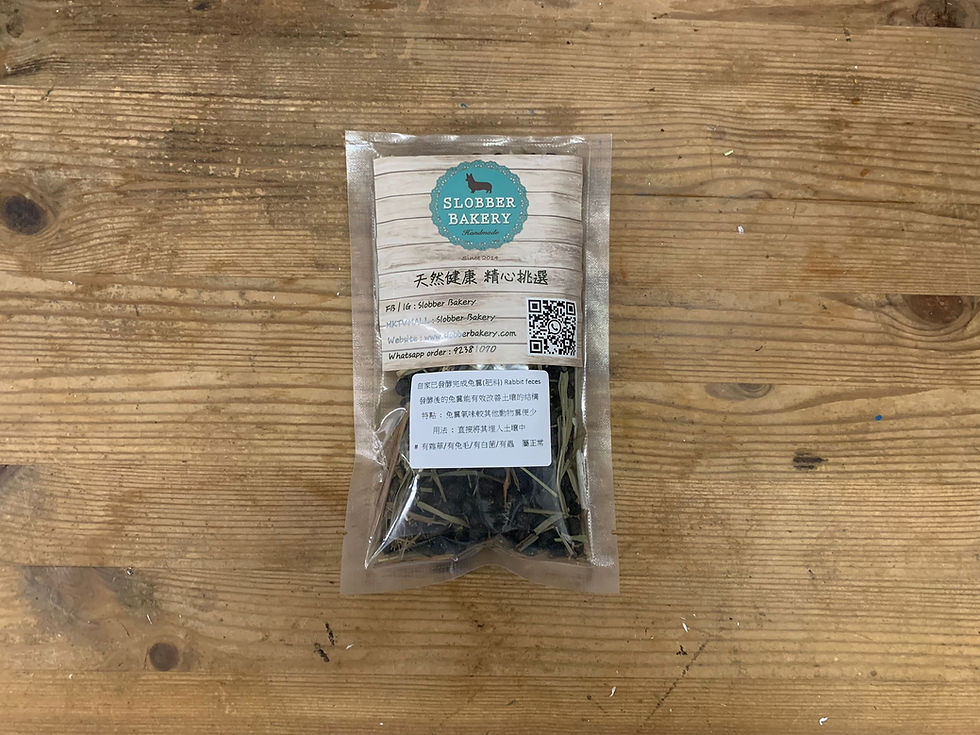 SLOBBER
BAKERY
Handmade
Since 2014
天然健康 精心挑選
FB / IG : Slobber Bakery
HKTVMALL : Slobber Bakery
Website : www.slobberbakery.com
Whatsapp order : 92381070
自家已發酵完成兔糞(肥料) Rabbit feces
發酵後的兔糞能有效改善土壤的結構
特點 : 兔糞氣味較其他動物糞便少
用法 : 直接將其埋入土壤中
# 有雜草/有兔毛/有白菌/有蟲 屬正常